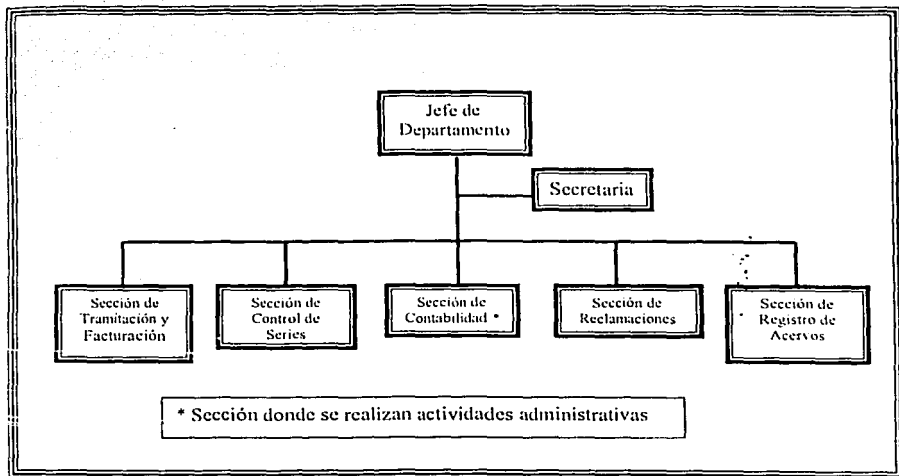 Jefe de
Departamento
Secretaria
Sección de
Tramitación y
Facturación
Sección de
Control de
Series
Sección de
Contabilidad *
Sección de
Reclamaciones
Sección de
Registro de
Acervos
* Sección donde se realizan actividades administrativas